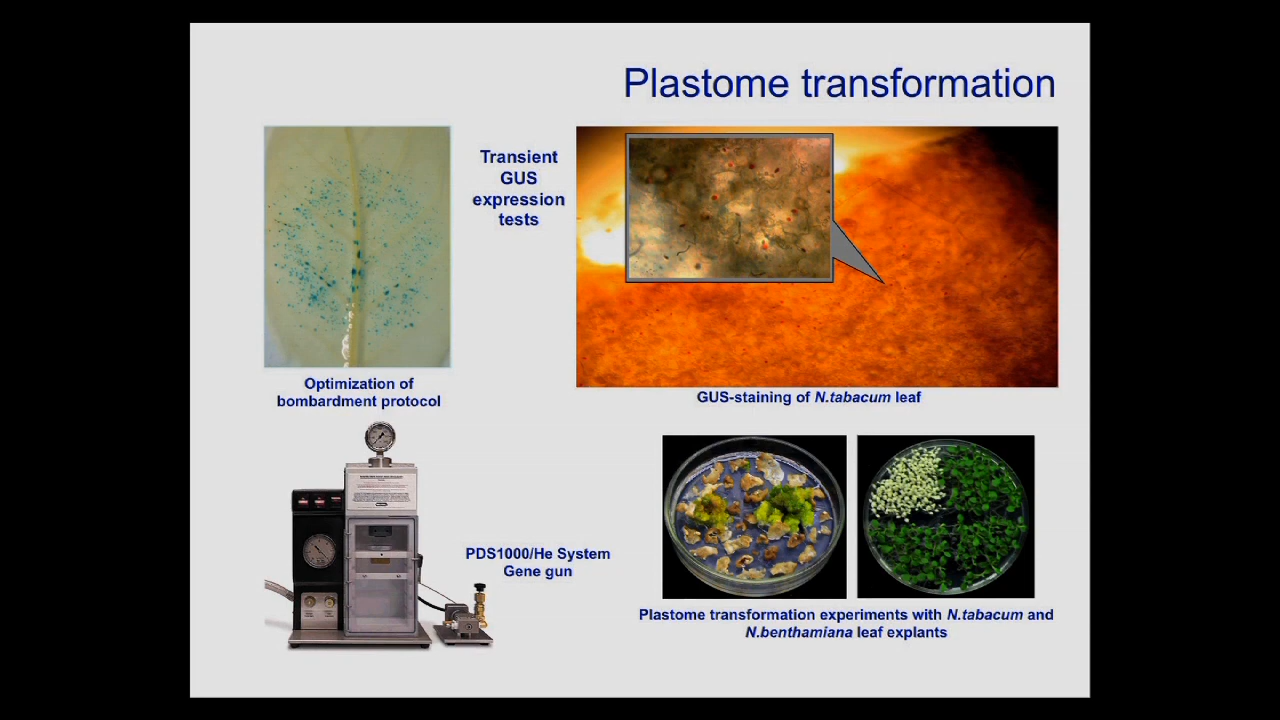 Plastome transformation
Transient
GUS
expression
tests
Optimization of
bombardment protocol
GUS-staining of N.tabacum leaf
PDS1000/He System
Gene gun
Plastome transformation experiments with N.tabacum and
N.benthamiana leaf explants